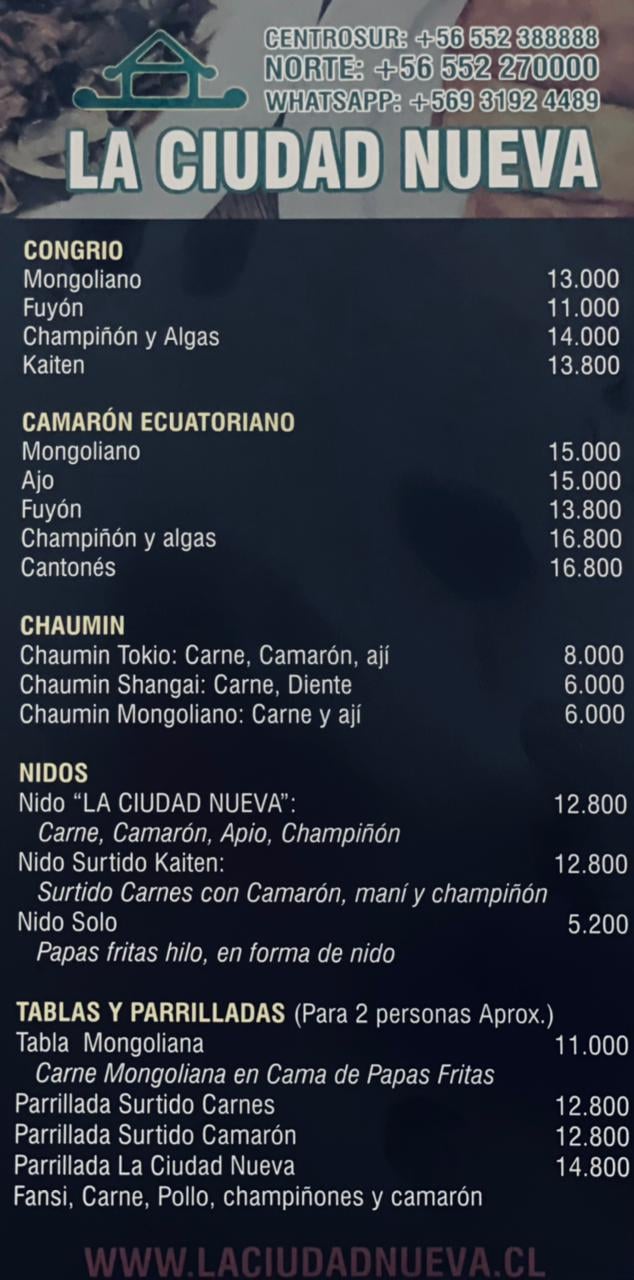 CENTROSUR: +56 552 388888
NORTE: +56 552 270000
WHATSAPP: +569 3192 4489
LA CIUDAD NUEVA
CONGRIO
Mongoliano 13.000
Fuyón 11.000
Champiñón y Algas 14.000
Kaiten 13.800
CAMARÓN ECUATORIANO
Mongoliano 15.000
Ajo 15.000
Fuyón 13.800
Champiñón y algas 16.800
Cantonés 16.800
CHAUMIN
Chaumin Tokio: Carne, Camarón, ají 8.000
Chaumin Shangai: Carne, Diente 6.000
Chaumin Mongoliano: Carne y ají 6.000
NIDOS
Nido “LA CIUDAD NUEVA”: 12.800
Carne, Camarón, Apio, Champiñón
Nido Surtido Kaiten: 12.800
Surtido Carnes con Camarón, maní y champiñón
Nido Solo 5.200
Papas fritas hilo, en forma de nido
TABLAS Y PARRILLADAS (Para 2 personas Aprox.)
Tabla Mongoliana 11.000
Carne Mongoliana en Cama de Papas Fritas
Parrillada Surtido Carnes 12.800
Parrillada Surtido Camarón 12.800
Parrillada La Ciudad Nueva 14.800
Fansi, Carne, Pollo, champiñones y camarón
WWW.LACIUDADNUEVA.CL